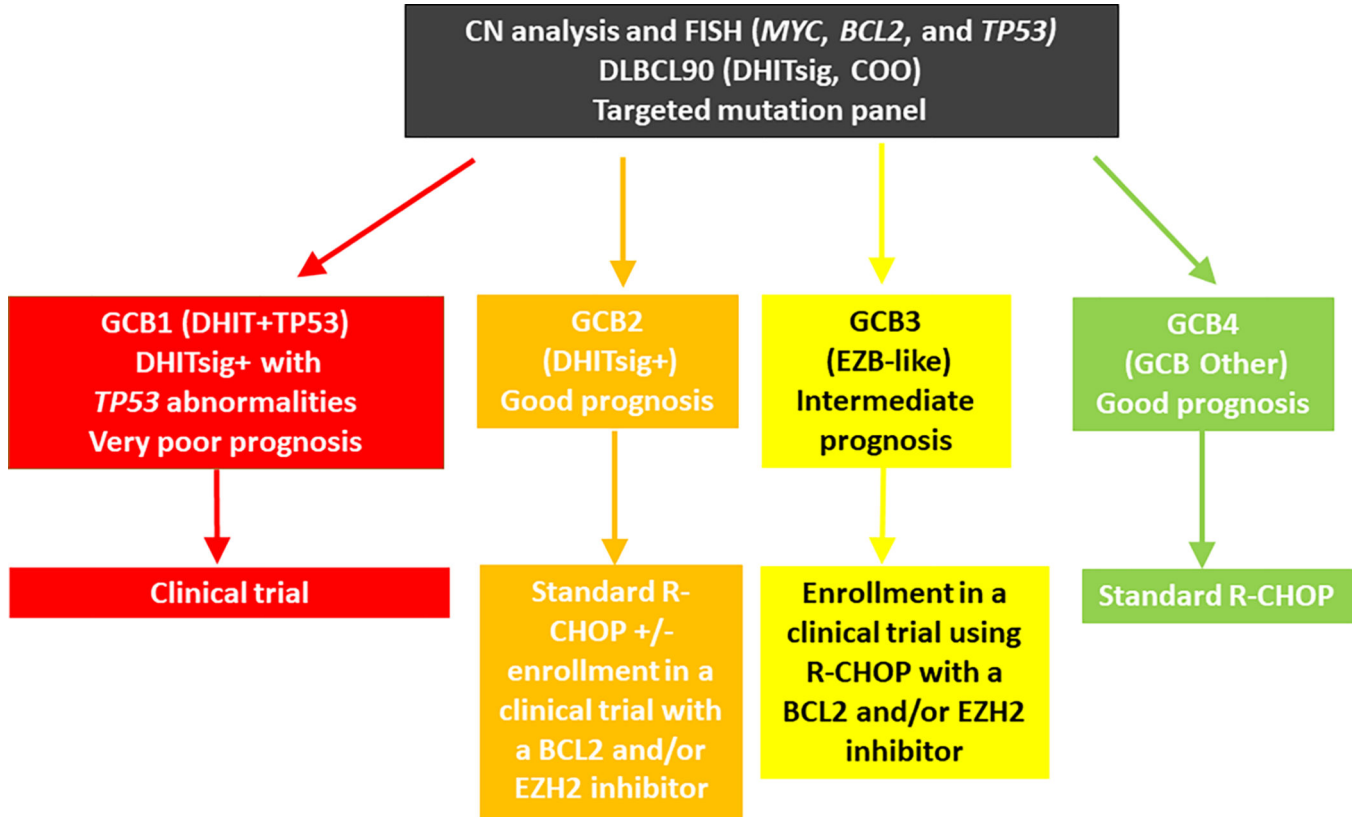 CN analysis and FISH (MYC, BCL2, and TP53)
DLBCL90 (DHITsig, COO)
Targeted mutation panel
GCB1 (DHIT+TP53)
DHITsig+ with
TP53 abnormalities
Very poor prognosis
GCB2
(DHITsig+)
Good prognosis
GCB3
(EZB-like)
Intermediate
prognosis
GCB4
(GCB Other)
Good prognosis
Clinical trial
Standard R-
CHOP +/-
enrollment in a
clinical trial with
a BCL2 and/or
EZH2 inhibitor
Enrollment in a
clinical trial using
R-CHOP with a
BCL2 and/or EZH2
inhibitor
Standard R-CHOP